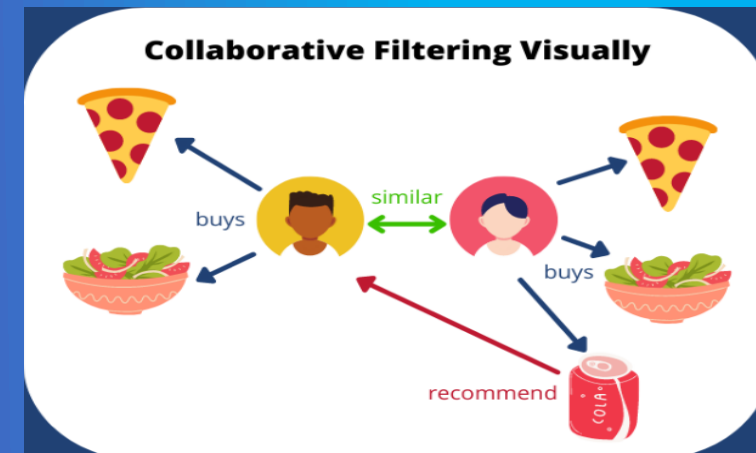 Collaborative Filtering Visually
similar
buys
buys
recommend
COLA